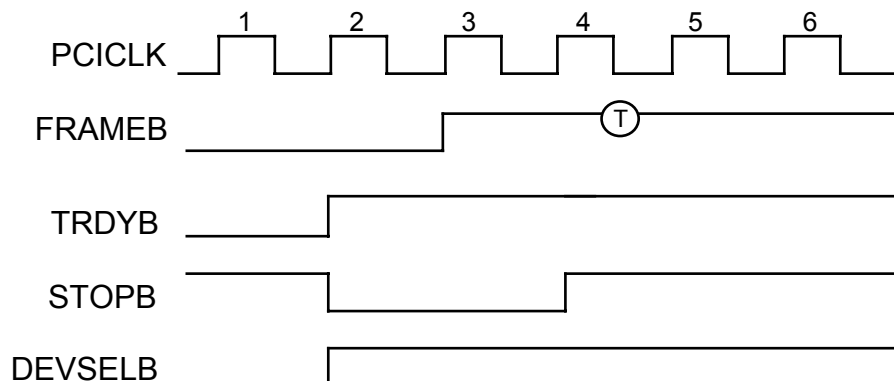 1 2 3 4 5 6
PCICLK
FRAMEB
T
TRDYB
STOPB
DEVSELB